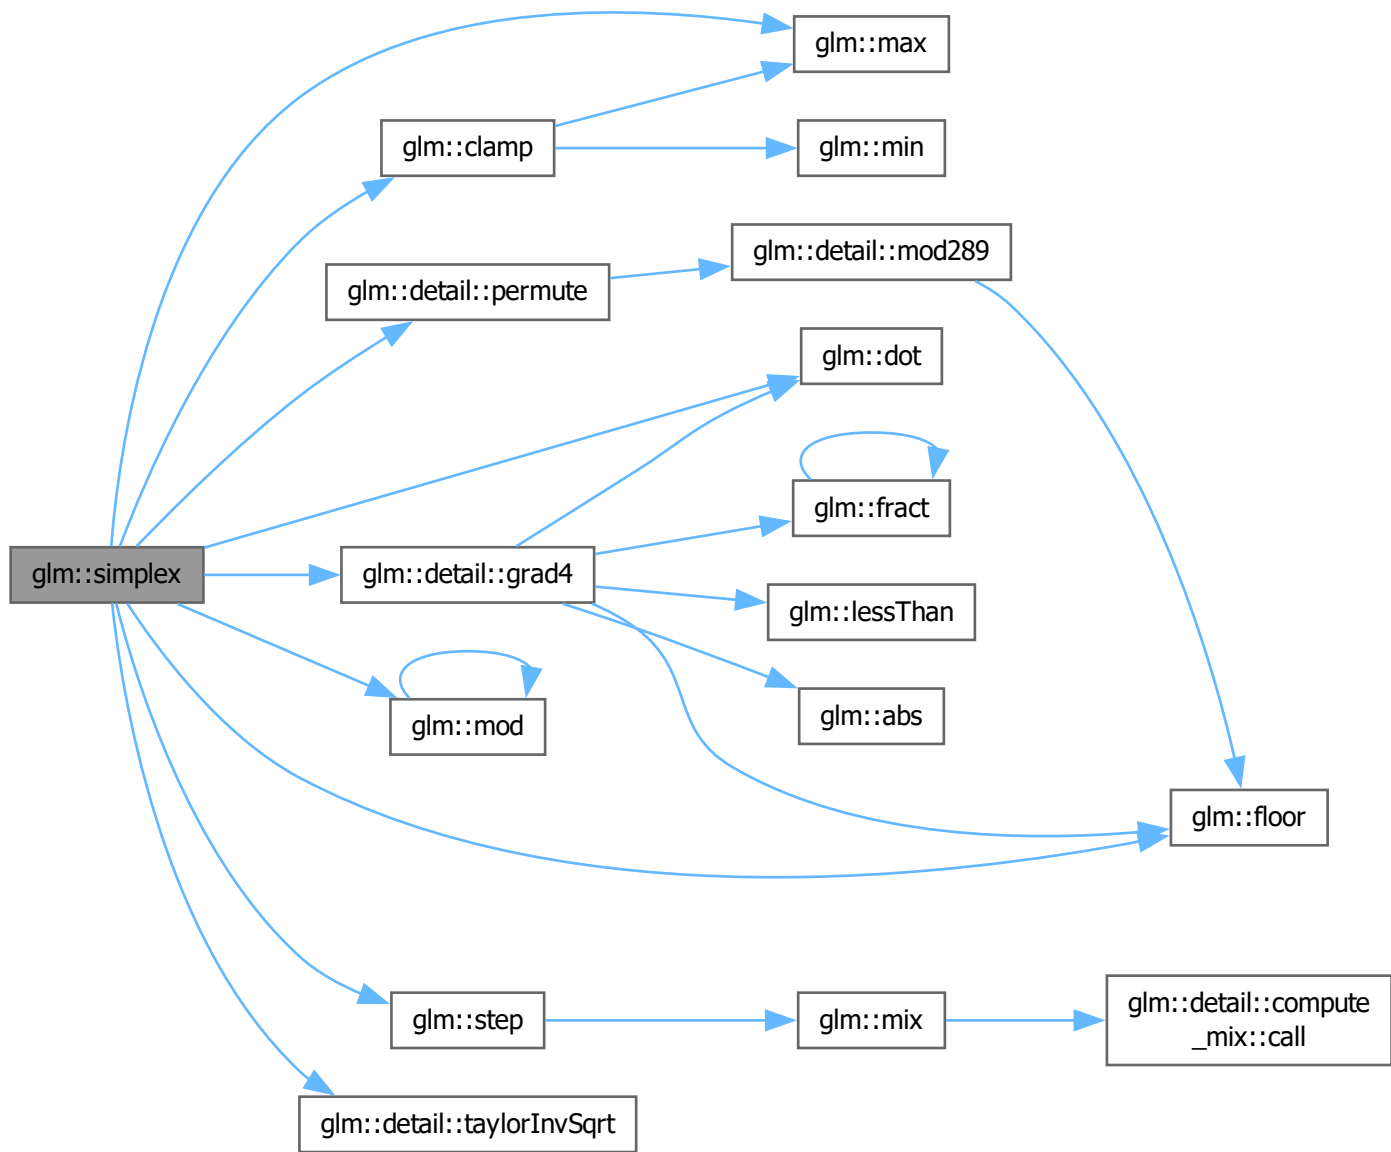 glm::max
glm::clamp
glm::min
glm::detail::mod289
glm::detail::permute
glm::dot
glm::fract
glm::simplex
glm::detail::grad4
glm::lessThan
glm::abs
glm::mod
glm::floor
glm::step
glm::mix
glm::detail::compute
_mix::call
glm::detail::taylorInvSqrt